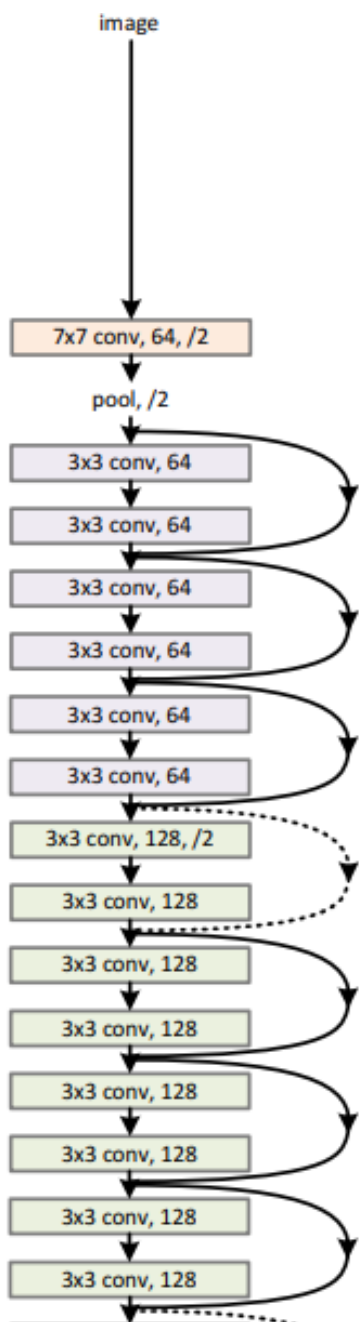 image
7x7 conv, 64, /2
pool, /2
3x3 conv, 64
3x3 conv, 64
3x3 conv, 64
3x3 conv, 64
3x3 conv, 64
3x3 conv, 64
3x3 conv, 128, /2
3x3 conv, 128
3x3 conv, 128
3x3 conv, 128
3x3 conv, 128
3x3 conv, 128
3x3 conv, 128
3x3 conv, 128